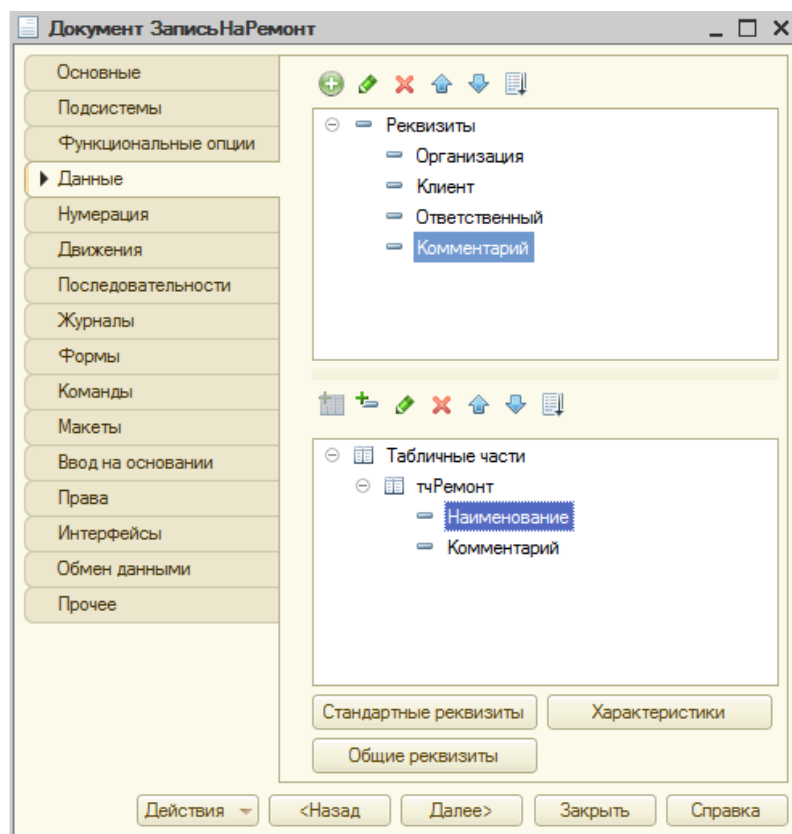 Документ ЗаписьНаРемонт
Основные
Подсистемы
Функциональные опции
Данные
Нумерация
Движения
Последовательности
Журналы
Формы
Команды
Макеты
Ввод на основании
Права
Интерфейсы
Обмен данными
Прочее
Реквизиты
Организация
Клиент
Ответственный
Комментарий
Табличные части
тчРемонт
Наименование
Комментарий
Стандартные реквизиты
Характеристики
Общие реквизиты
Действия
<Назад
Далее>
Закрыть
Справка